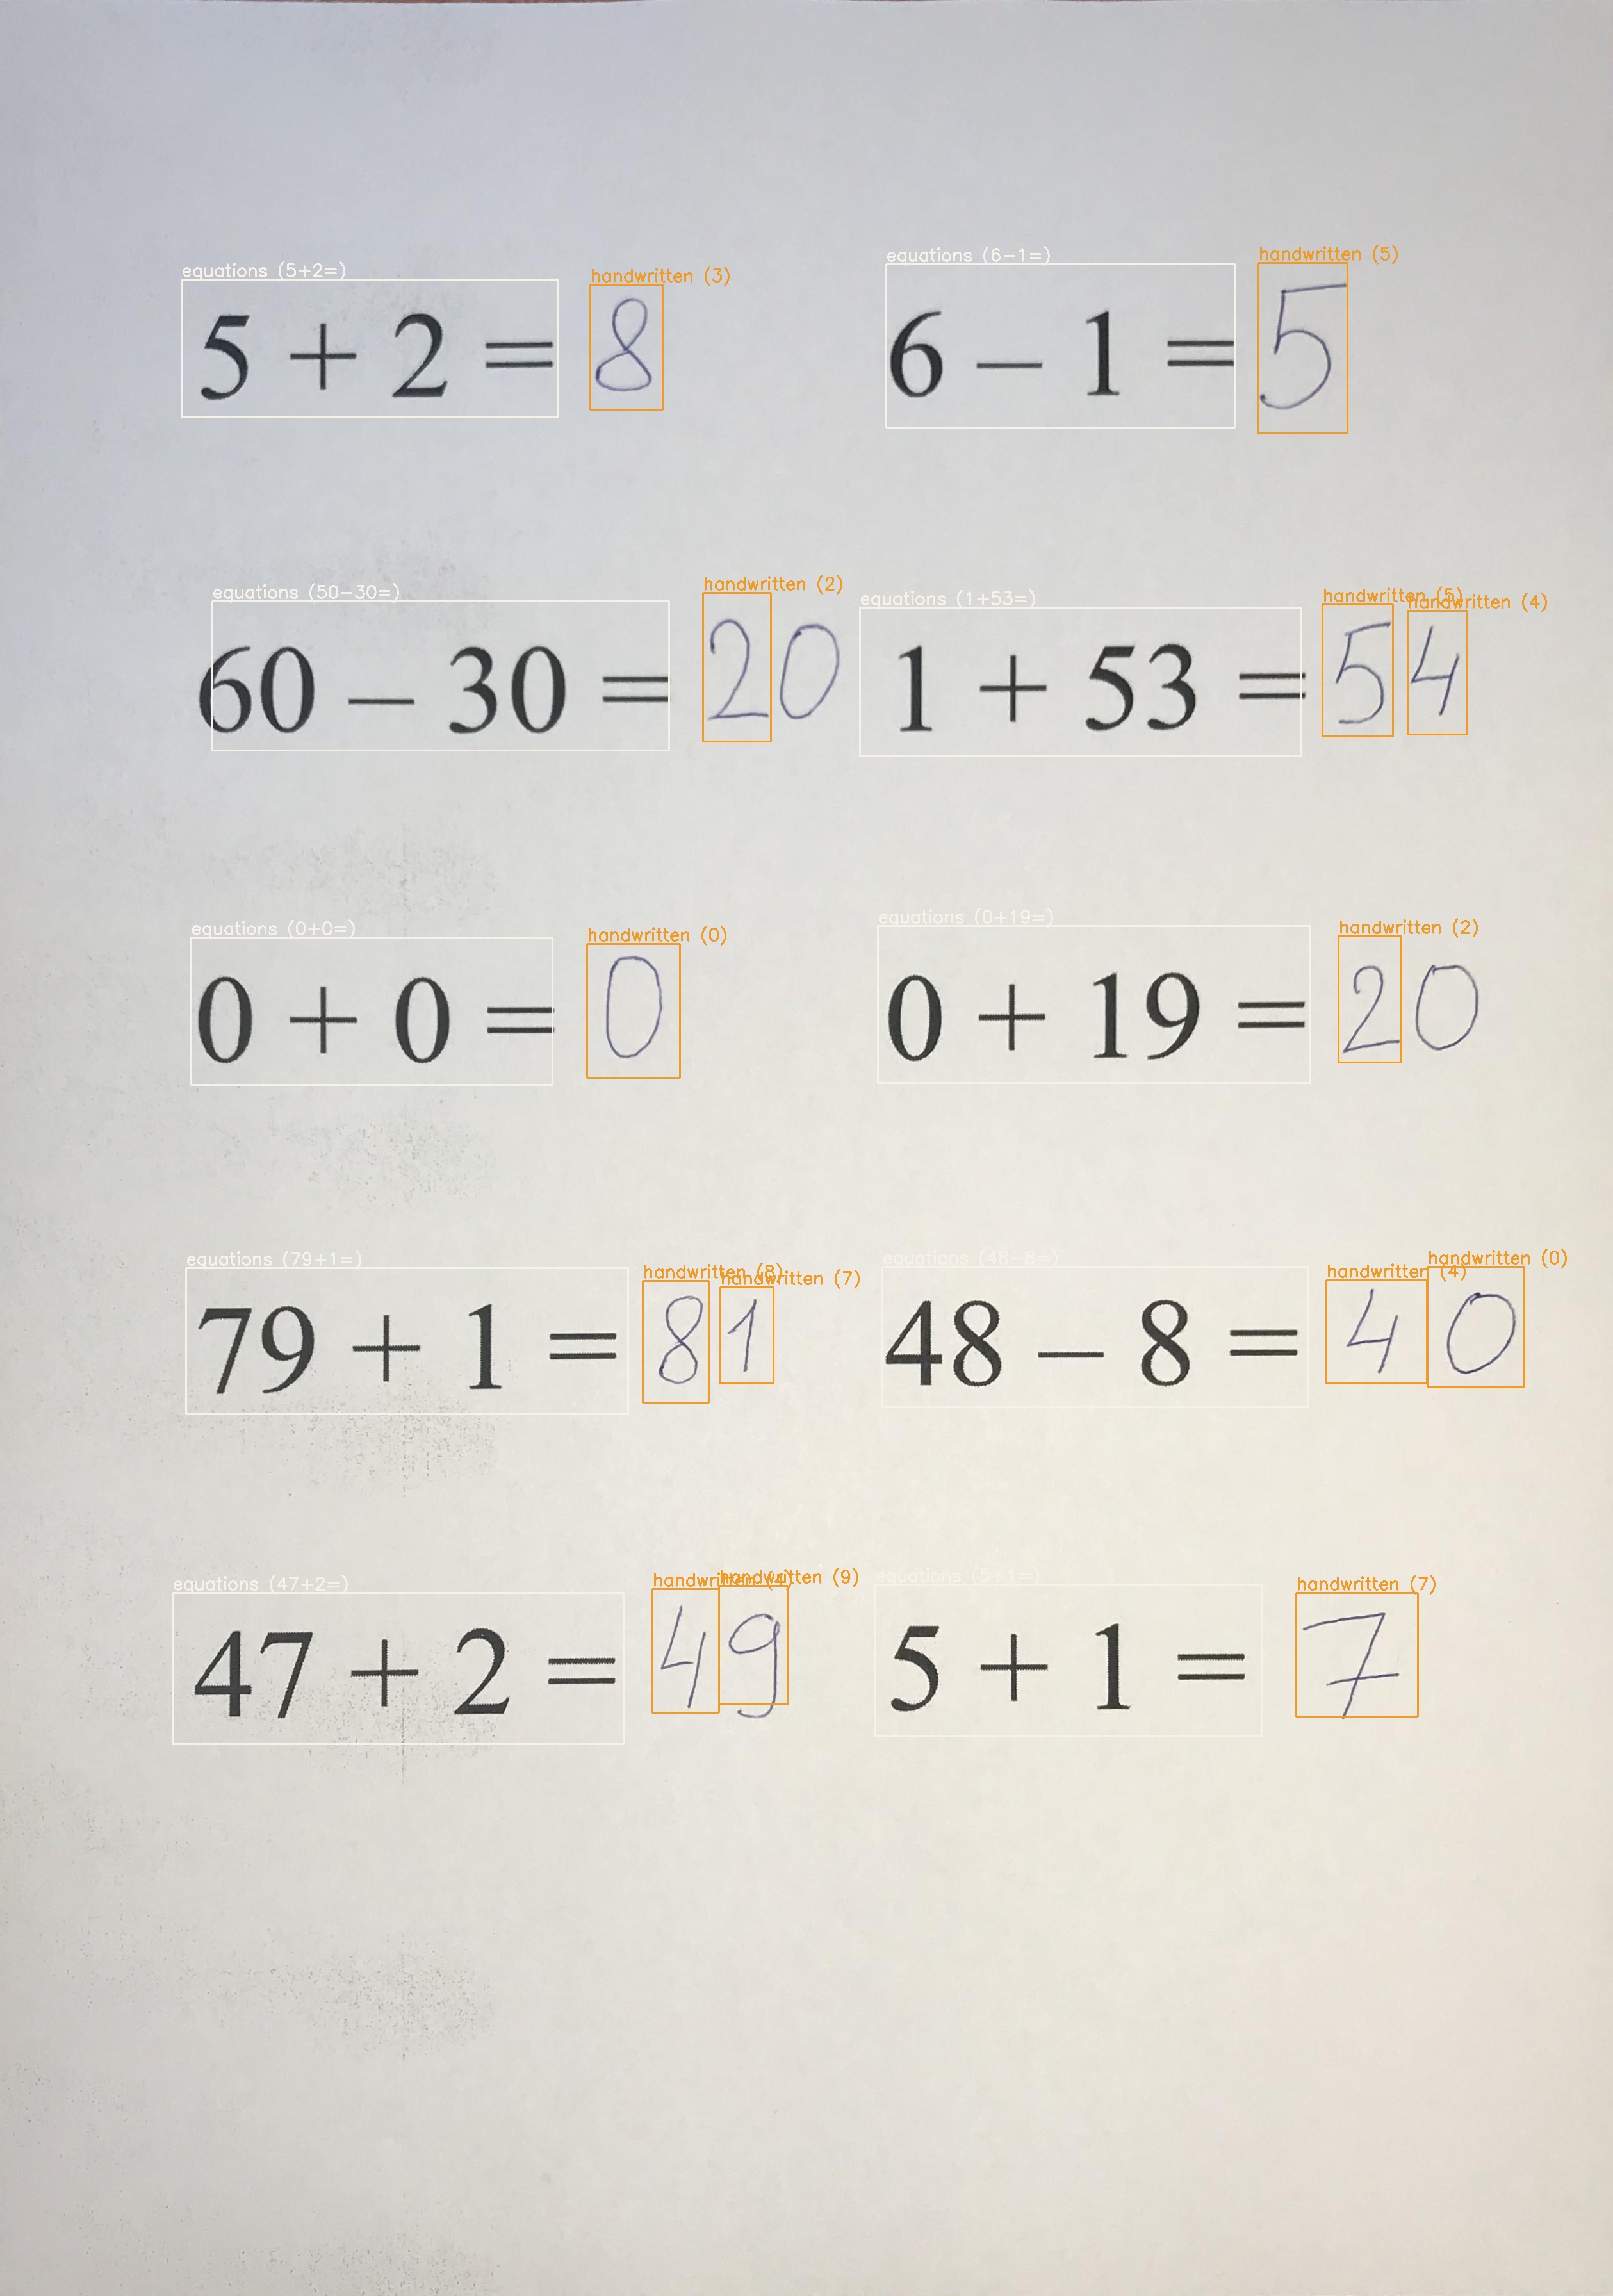 equations (5+2=) handwritten (3) equations (6-1=) handwritten (5)
5 + 2 = 8 6 – 1 = 5
equations (50-30=) handwritten (2) equations (1+53=) handwritten (5) handwritten (4)
60 – 30 = 20 1 + 53 = 54
equations (0+0=) handwritten (0) equations (0+19=) handwritten (2)
0 + 0 = 0 0 + 19 = 20
equations (79+1=) handwritten (8) handwritten (7) equations (48-8=) handwritten (4) handwritten (0)
79 + 1 = 81 48 – 8 = 40
equations (47+2=) handwritten (4) handwritten (9) equations (5+1=) handwritten (7)
47 + 2 = 49 5 + 1 = 7